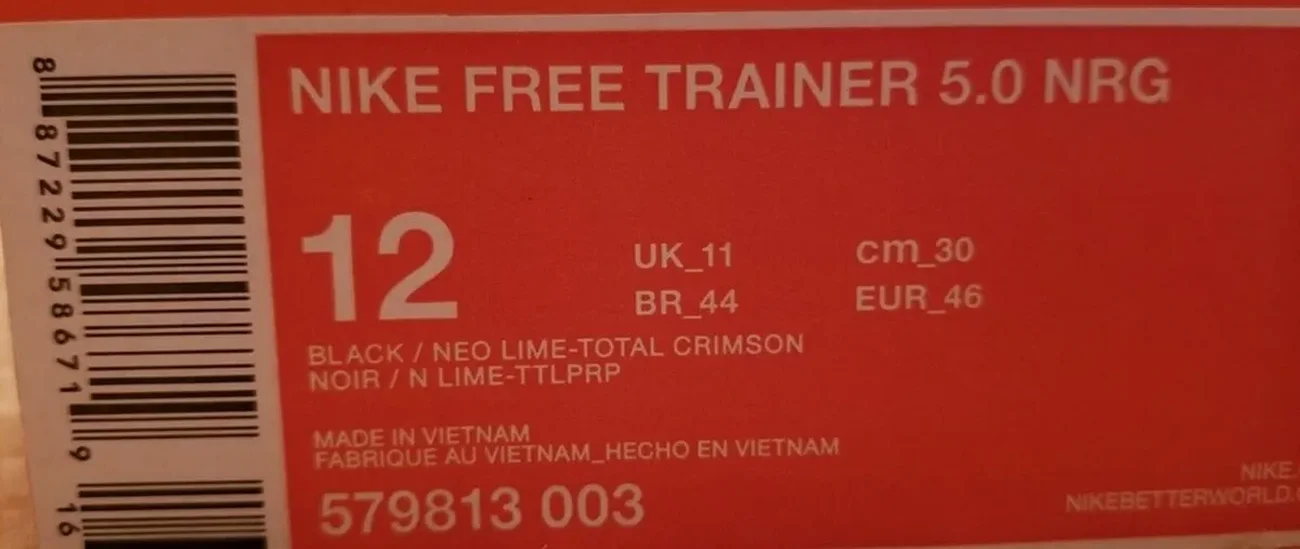 8 87229 58671 9
16
NIKE FREE TRAINER 5.0 NRG
12
UK_11 cm_30
BR_44 EUR_46
BLACK / NEO LIME-TOTAL CRIMSON
NOIR / N LIME-TTLPRP
MADE IN VIETNAM
FABRIQUE AU VIETNAM_HECHO EN VIETNAM
579813 003
NIKE.
NIKEBETTERWORLD.